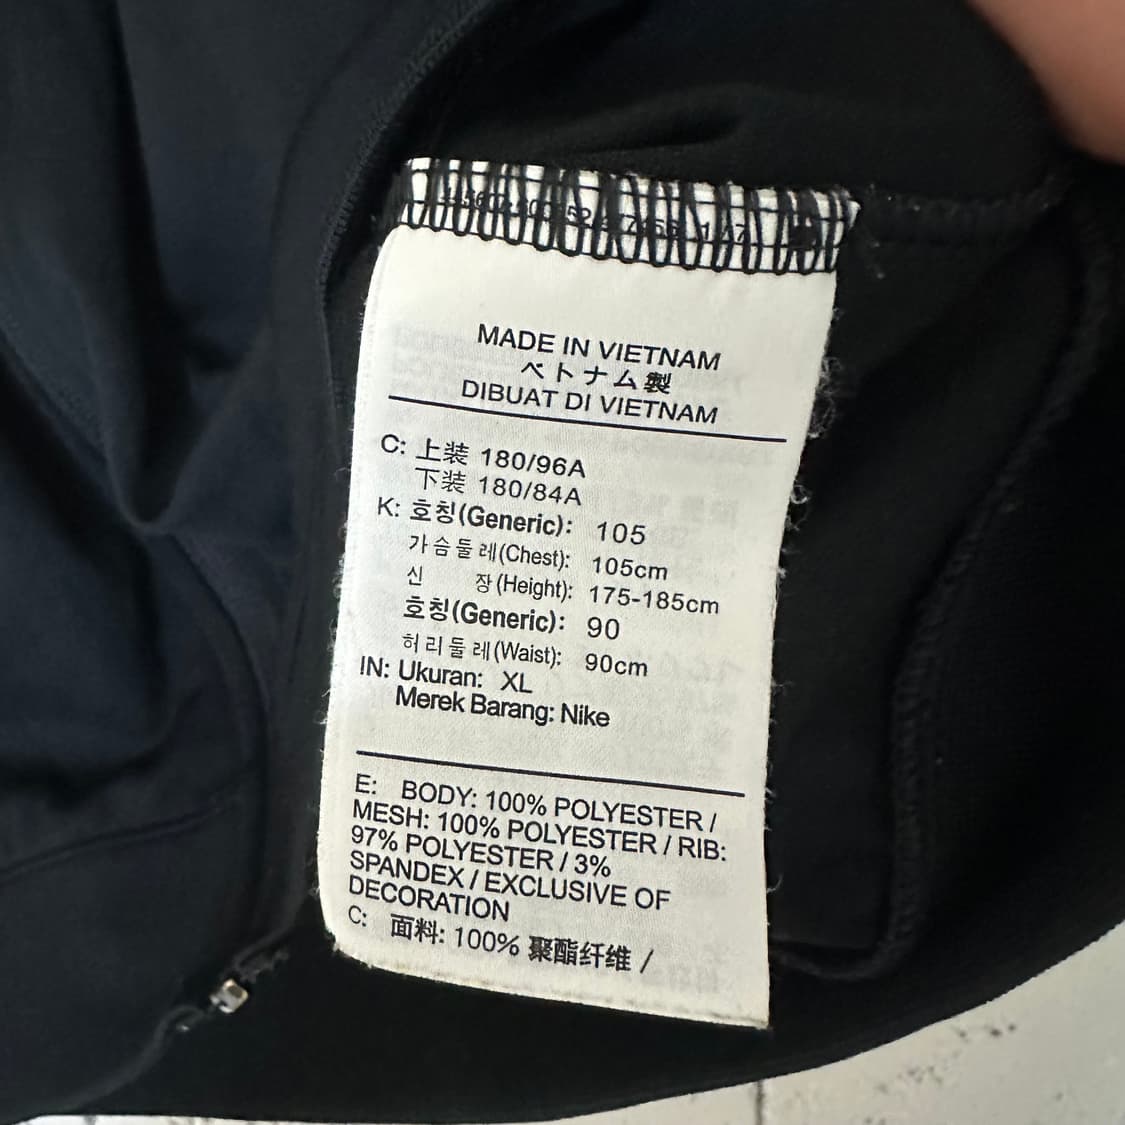 MADE IN VIETNAM
ベトナム製
DIBUAT DI VIETNAM
C: 上装 180/96A
下装 180/84A
K: 호칭(Generic): 105
가슴둘레(Chest): 105cm
신 장(Height): 175-185cm
호칭(Generic): 90
허리둘레(Waist): 90cm
IN: Ukuran: XL
Merek Barang: Nike
E: BODY: 100% POLYESTER /
MESH: 100% POLYESTER / RIB:
97% POLYESTER / 3%
SPANDEX / EXCLUSIVE OF
DECORATION
C: 面料: 100% 聚酯纤维 /